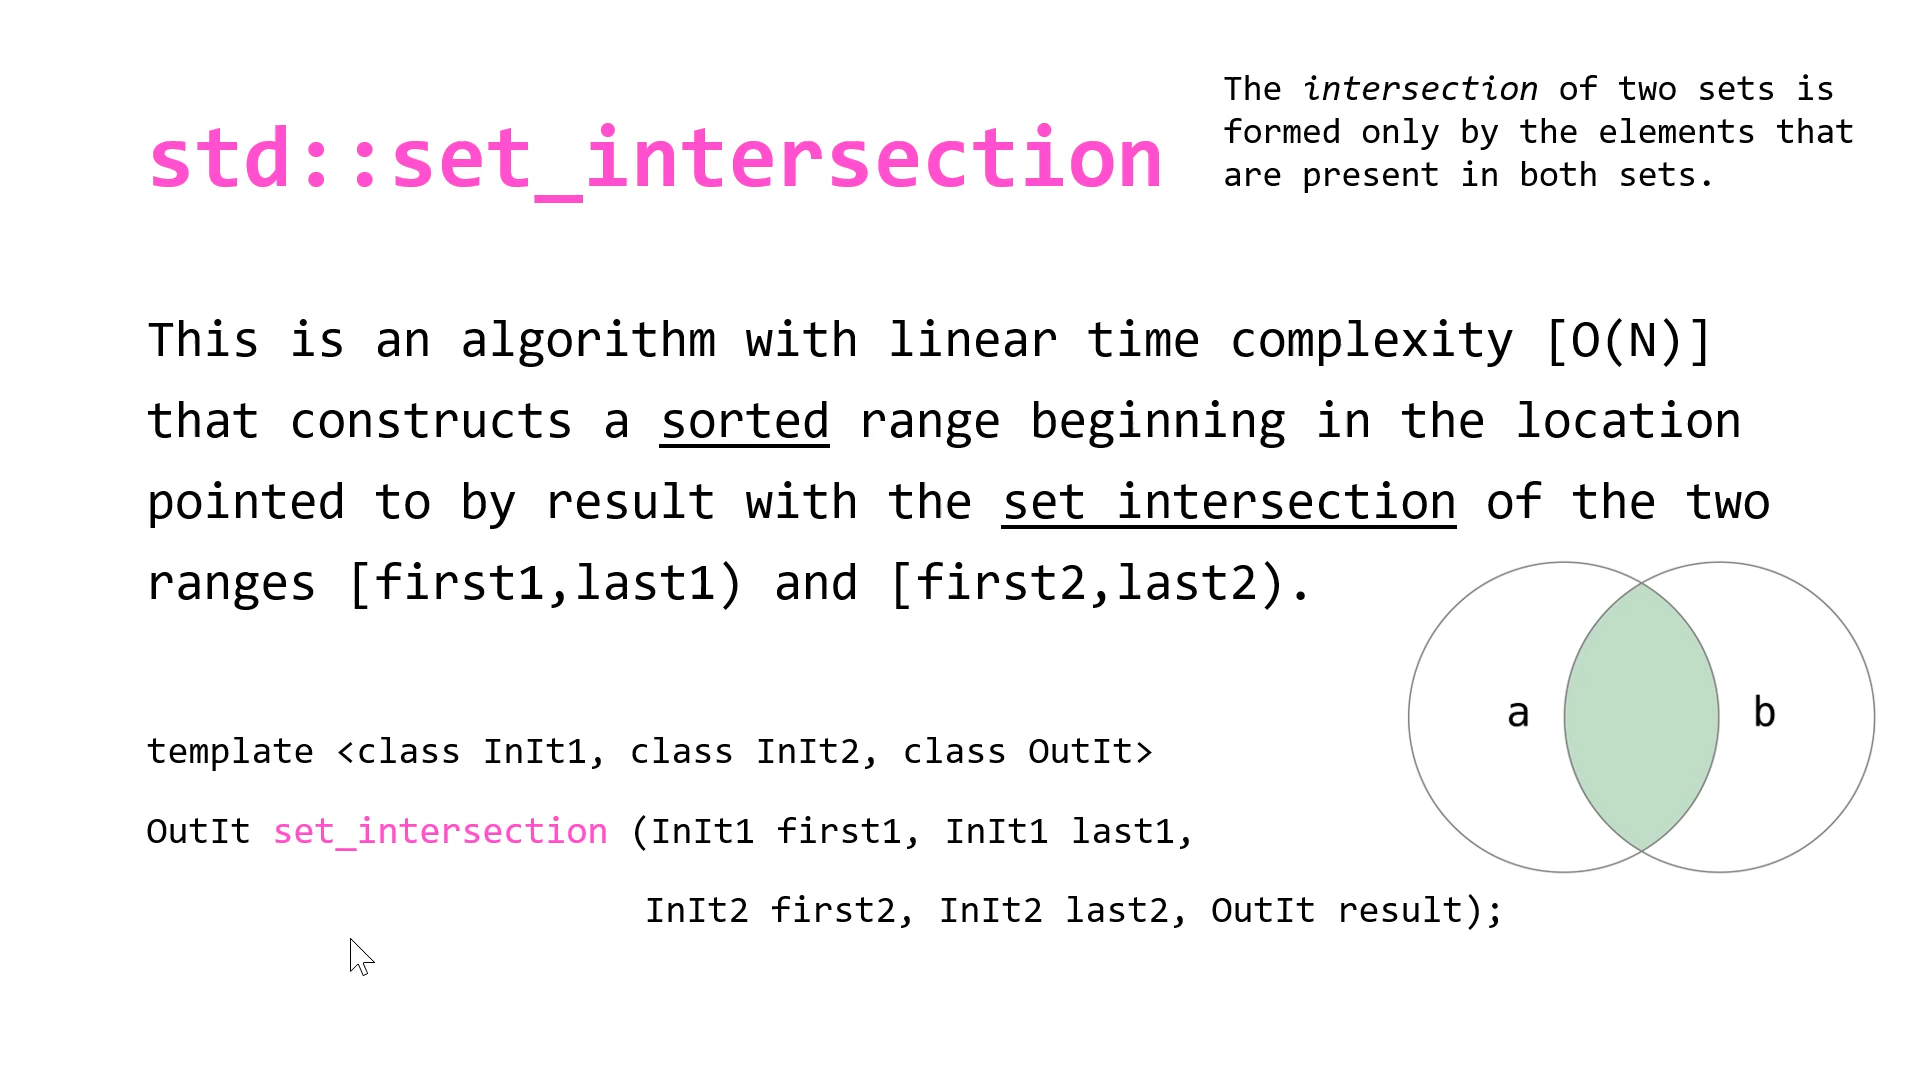 std::set_intersection
The intersection of two sets is
formed only by the elements that
are present in both sets.
This is an algorithm with linear time complexity [O(N)]
that constructs a sorted range beginning in the location
pointed to by result with the set intersection of the two
ranges [first1,last1) and [first2,last2).
a
b
template <class InIt1, class InIt2, class OutIt>
OutIt set_intersection (InIt1 first1, InIt1 last1,
InIt2 first2, InIt2 last2, OutIt result);